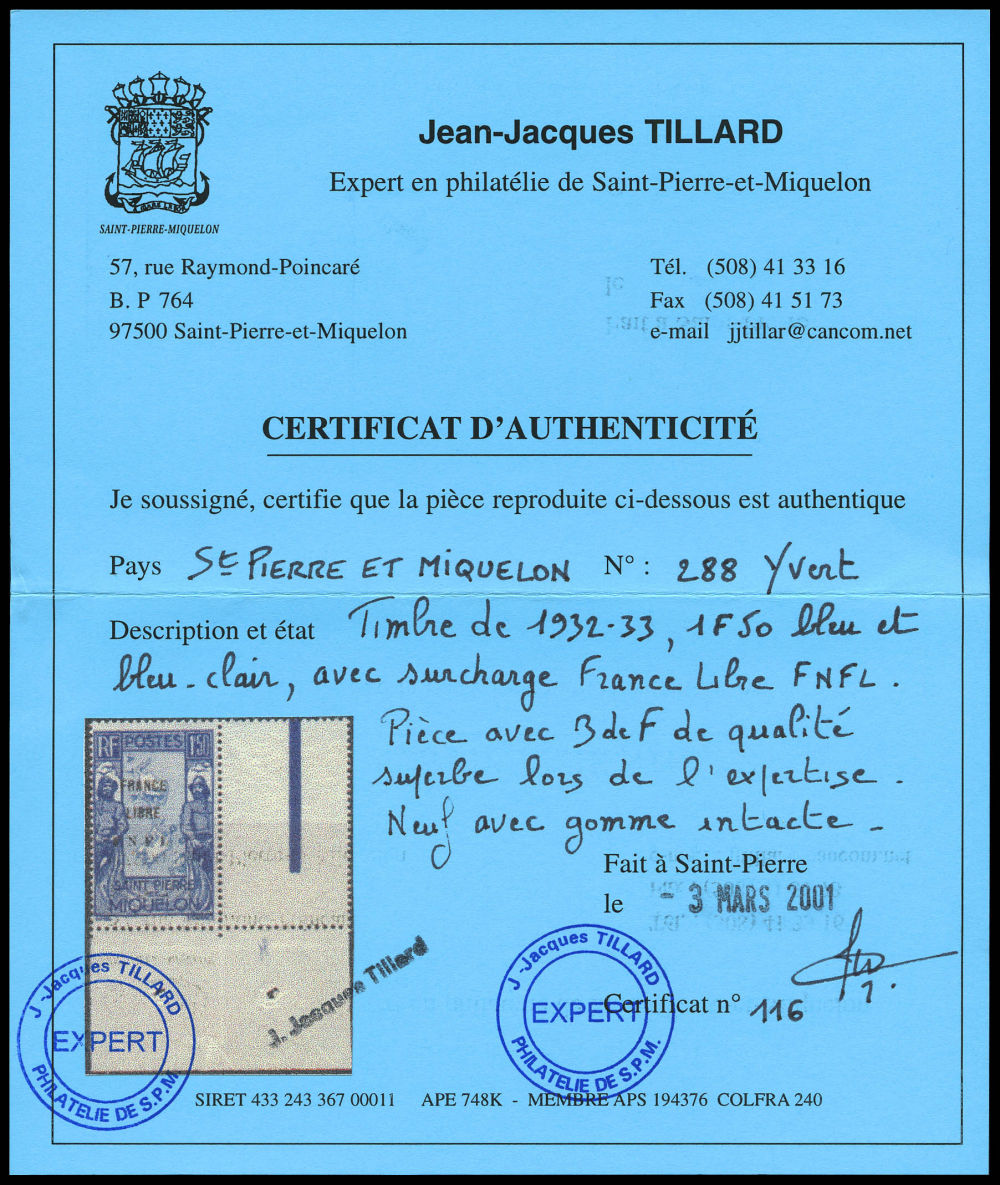 SAINT-PIERRE-MIQUELON
Jean-Jacques TILLARD
Expert en philatélie de Saint-Pierre-et-Miquelon
57, rue Raymond-Poincaré
B. P 764
97500 Saint-Pierre-et-Miquelon
Tél. (508) 41 33 16
Fax (508) 41 51 73
e-mail jjtillar@cancom.net
CERTIFICAT D'AUTHENTICITÉ
Je soussigné, certifie que la pièce reproduite ci-dessous est authentique
Pays St PIERRE ET MIQUELON N° : 288 Yvert
Description et état Timbre de 1932-33, 1F50 bleu et
bleu-clair, avec surcharge France Libre FNFL.
Pièce avec BdeF de qualité
superbe lors de l'expertise.
Neuf avec gomme intacte -
RF POSTES 1f50
FRANCE
LIBRE
FNFL
SAINT PIERRE
MIQUELON
J. Jacques Tillard
Fait à Saint-Pierre
le - 3 MARS 2001
Certificat n° 116
J-Jacques TILLARD
EXPERT
PHILATELIE DE S.P.M.
J-Jacques TILLARD
EXPERT
PHILATELIE DE S.P.M.
SIRET 433 243 367 00011 APE 748K - MEMBRE APS 194376 COLFRA 240